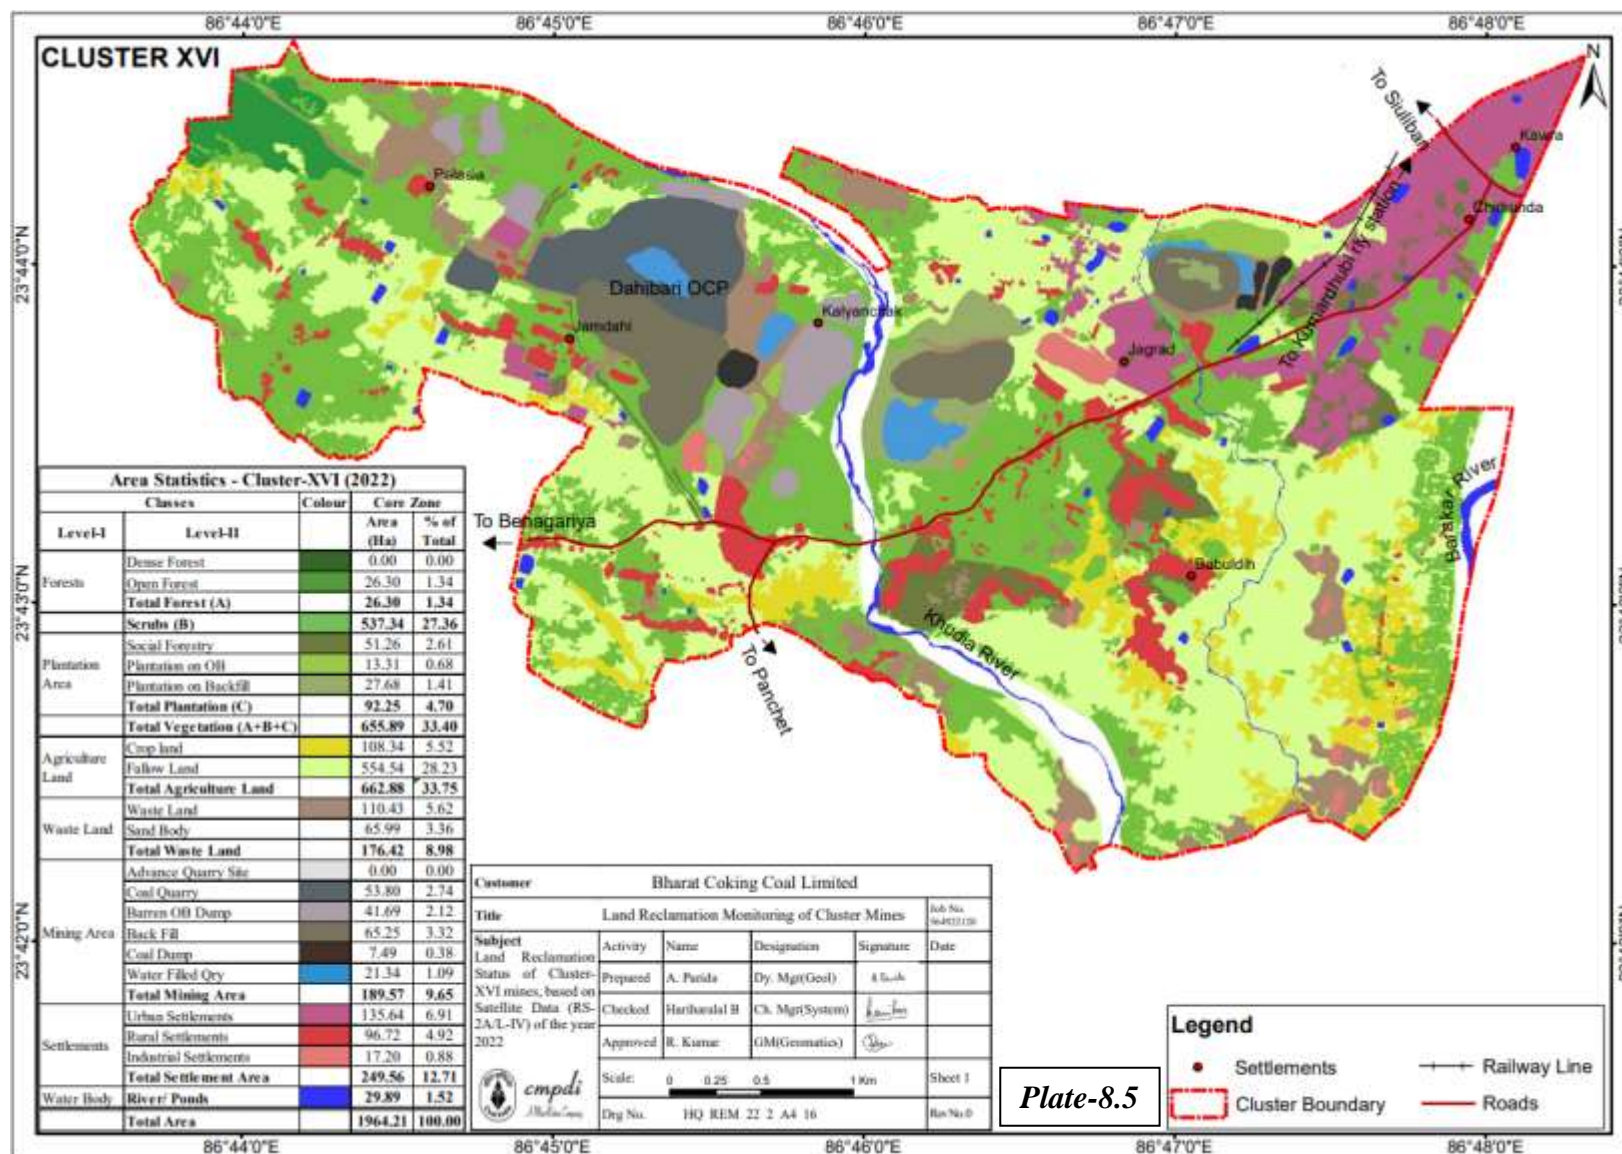 86°44'0"E 86°45'0"E 86°46'0"E 86°47'0"E 86°48'0"E
CLUSTER XVI
N
To Siuliban
Kawra
Palasia
Chirkunda
To Kumardhubi rly station
23°44'0"N
Dahibari OCP
Kalyanchak
Jamdahi
Jagrad
Barakar River
To Benagariya
Babuldih
23°43'0"N
Khudia River
To Panchet
23°42'0"N
Area Statistics - Cluster-XVI (2022)
Classes Colour Core Zone
Level-I Level-II Area (Ha) % of Total
Forests
Dense Forest 0.00 0.00
Open Forest 26.30 1.34
Total Forest (A) 26.30 1.34
Scrubs (B) 537.34 27.36
Plantation Area
Social Forestry 51.26 2.61
Plantation on OB 13.31 0.68
Plantation on Backfill 27.68 1.41
Total Plantation (C) 92.25 4.70
Total Vegetation (A+B+C) 655.89 33.40
Agriculture Land
Crop land 108.34 5.52
Fallow Land 554.54 28.23
Total Agriculture Land 662.88 33.75
Waste Land
Waste Land 110.43 5.62
Sand Body 65.99 3.36
Total Waste Land 176.42 8.98
Mining Area
Advance Quarry Site 0.00 0.00
Coal Quarry 53.80 2.74
Barren OB Dump 41.69 2.12
Back Fill 65.25 3.32
Coal Dump 7.49 0.38
Water Filled Qry 21.34 1.09
Total Mining Area 189.57 9.65
Settlements
Urban Settlements 135.64 6.91
Rural Settlements 96.72 4.92
Industrial Settlements 17.20 0.88
Total Settlement Area 249.56 12.71
Water Body River/ Ponds 29.89 1.52
Total Area 1964.21 100.00
Customer Bharat Coking Coal Limited
Title Land Reclamation Monitoring of Cluster Mines Job No.
Subject
Land Reclamation
Status of Cluster-
XVI mines, based on
Satellite Data (RS-
2A/L-IV) of the year
2022
Activity Name Designation Signature Date
Prepared A. Parida Dy. Mgr(Geol)
Checked Hariharalal B Ch. Mgr(System)
Approved R. Kumar GM(Geomatics)
cmpdi
Scale: 0 0.25 0.5 1 Km Sheet 1
Drg No. HQ REM 22 2 A4 16 Rev No.0
Plate-8.5
Legend
Settlements Railway Line
Cluster Boundary Roads
86°44'0"E 86°45'0"E 86°46'0"E 86°47'0"E 86°48'0"E